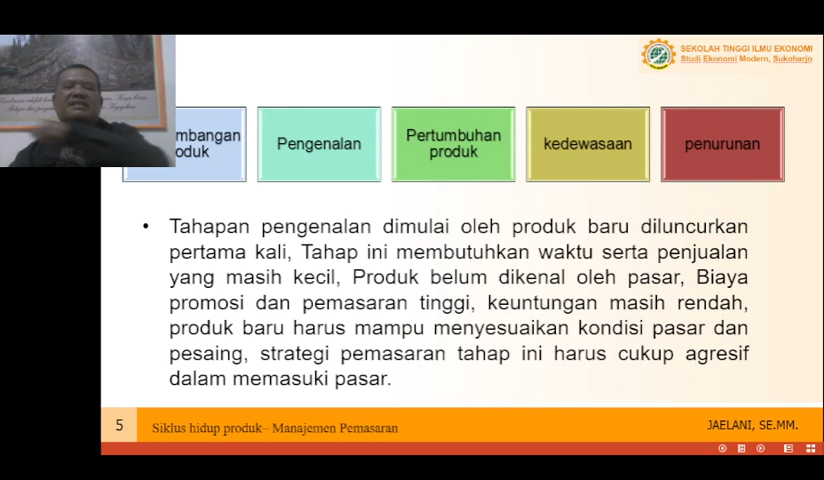 SEKOLAH TINGGI ILMU EKONOMI
Studi Ekonomi Modern, Sukoharjo
mbangan
oduk
Pengenalan
Pertumbuhan
produk
kedewasaan
penurunan
• Tahapan pengenalan dimulai oleh produk baru diluncurkan
pertama kali, Tahap ini membutuhkan waktu serta penjualan
yang masih kecil, Produk belum dikenal oleh pasar, Biaya
promosi dan pemasaran tinggi, keuntungan masih rendah,
produk baru harus mampu menyesuaikan kondisi pasar dan
pesaing, strategi pemasaran tahap ini harus cukup agresif
dalam memasuki pasar.
5
Siklus hidup produk– Manajemen Pemasaran
JAELANI, SE.MM.